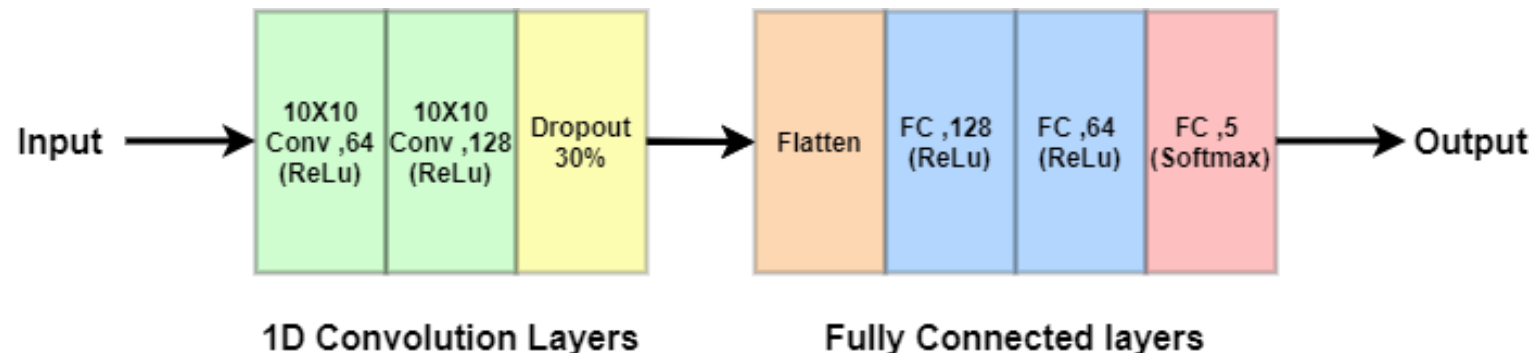 Input
10X10
Conv ,64
(ReLu)
10X10
Conv ,128
(ReLu)
Dropout
30%
Flatten
FC ,128
(ReLu)
FC ,64
(ReLu)
FC ,5
(Softmax)
Output
1D Convolution Layers
Fully Connected layers